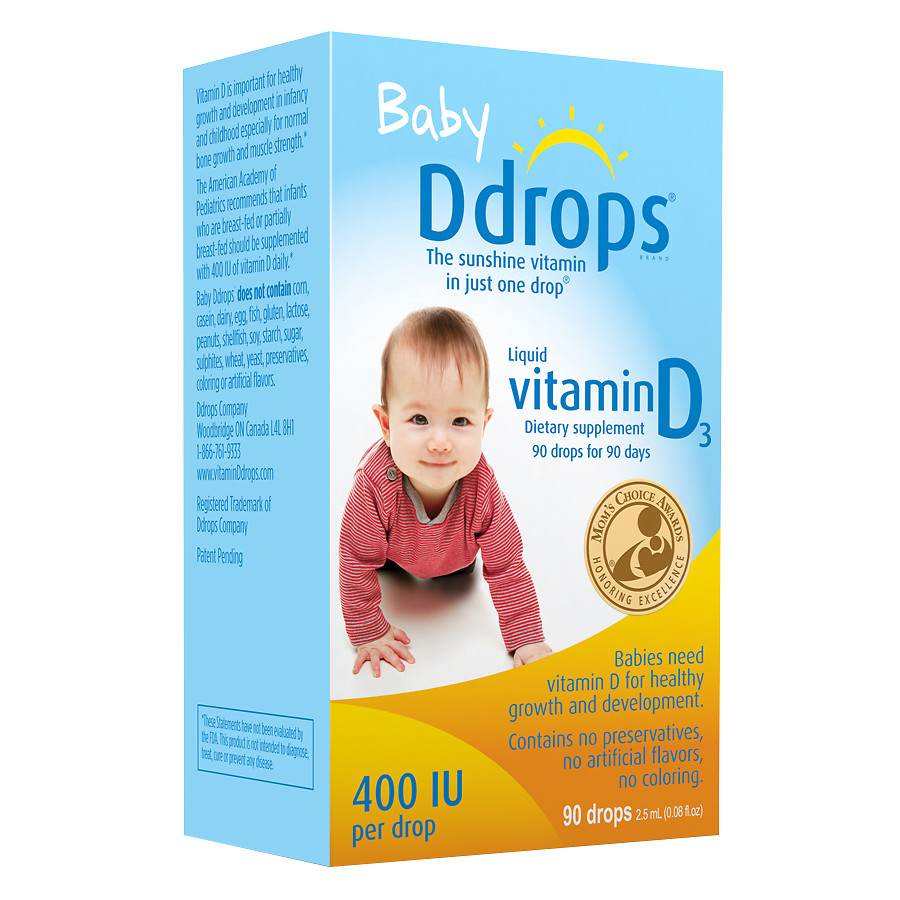 Vitamin D is important for healthy
growth and development in infancy
and childhood especially for normal
bone growth and muscle strength.*
The American Academy of
Pediatrics recommends that infants
who are breast-fed or partially
breast-fed should be supplemented
with 400 IU of vitamin D daily.*
Baby Ddrops® does not contain corn,
casein, dairy, egg, fish, gluten, lactose,
peanuts, shellfish, soy, starch, sugar,
sulphites, wheat, yeast, preservatives,
coloring or artificial flavors.
Ddrops Company
Woodbridge ON Canada L4L 8H1
1-866-761-9333
www.vitaminDdrops.com
Registered Trademark of
Ddrops Company
Patent Pending
*These Statements have not been evaluated by
the FDA. This product is not intended to diagnose,
treat, cure or prevent any disease.
Baby
Ddrops®
BRAND
The sunshine vitamin
in just one drop®
Liquid
vitamin D3
Dietary supplement
90 drops for 90 days
MOM'S CHOICE AWARDS
®
HONORING EXCELLENCE
Babies need
vitamin D for healthy
growth and development.
Contains no preservatives,
no artificial flavors,
no coloring.
400 IU
per drop
90 drops 2.5 mL (0.08 fl.oz)